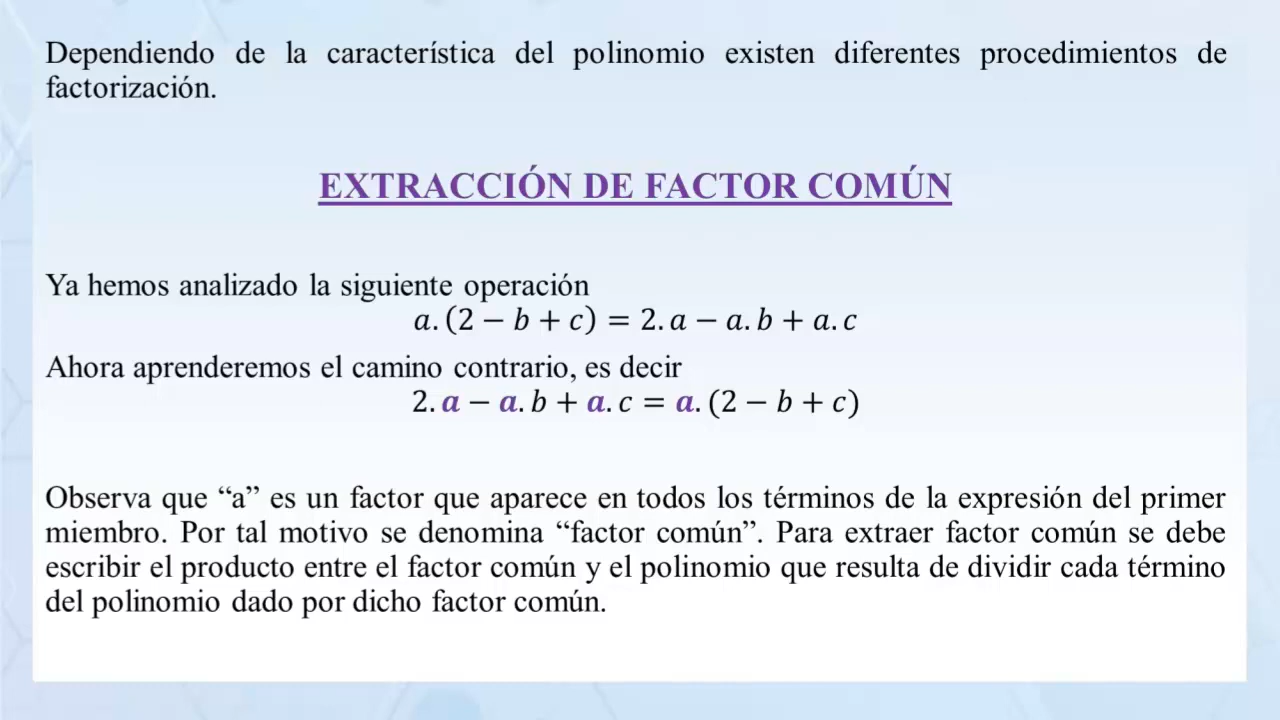 Dependiendo de la característica del polinomio existen diferentes procedimientos de
factorización.
EXTRACCIÓN DE FACTOR COMÚN
Ya hemos analizado la siguiente operación
a.(2 − b + c) = 2. a − a. b + a. c
Ahora aprenderemos el camino contrario, es decir
2. a − a. b + a. c = a. (2 − b + c)
Observa que “a” es un factor que aparece en todos los términos de la expresión del primer
miembro. Por tal motivo se denomina “factor común”. Para extraer factor común se debe
escribir el producto entre el factor común y el polinomio que resulta de dividir cada término
del polinomio dado por dicho factor común.